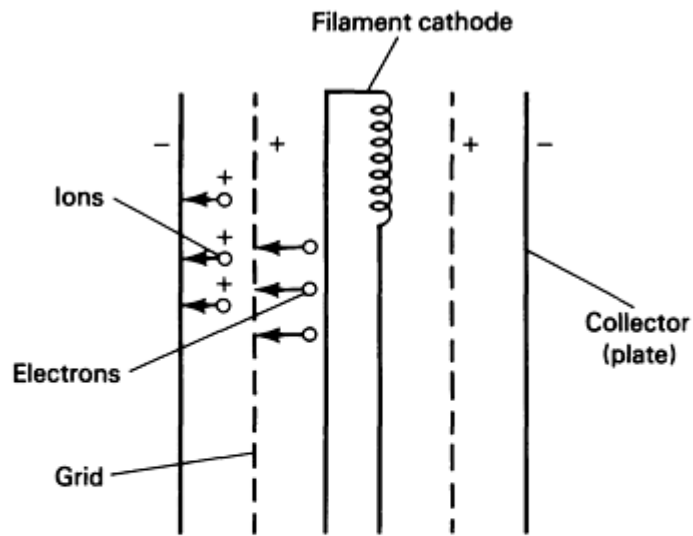 Filament cathode
− + + −
Ions
+
+
+
Electrons
Collector
(plate)
Grid